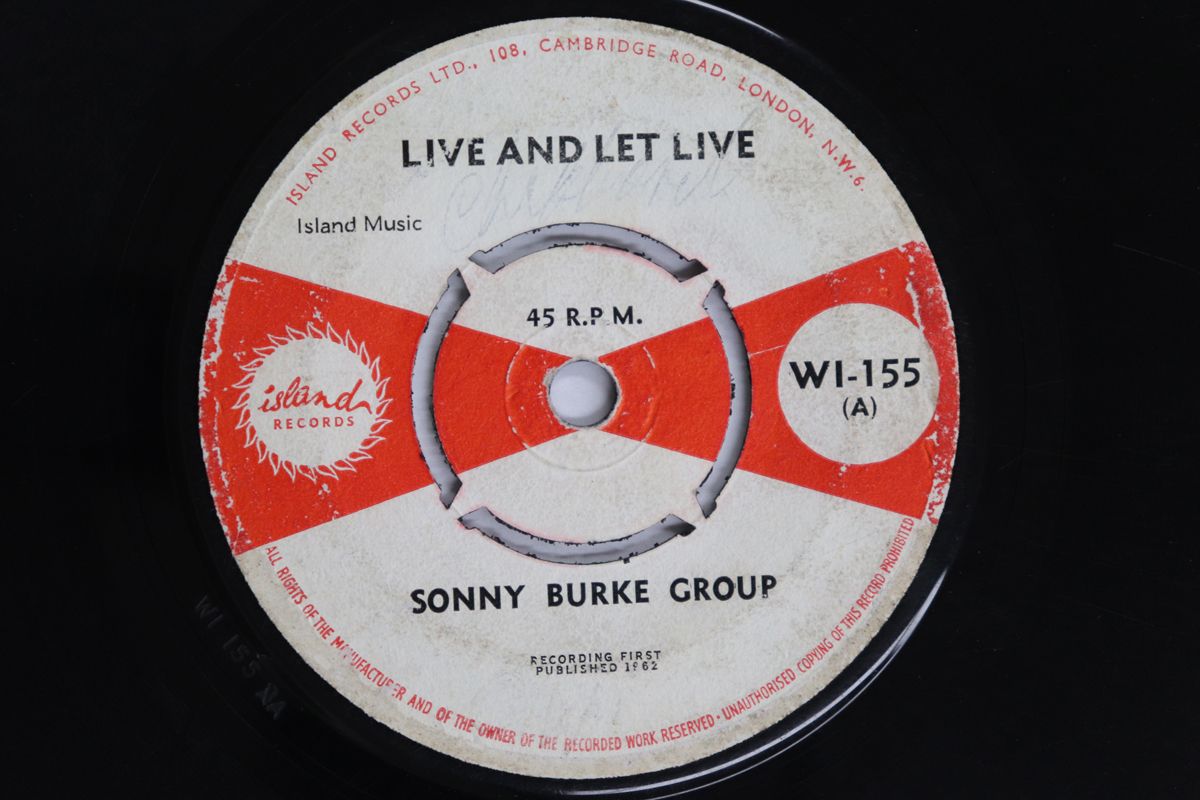 ISLAND RECORDS LTD., 108, CAMBRIDGE ROAD, LONDON, N.W.6.
LIVE AND LET LIVE
Island Music
45 R.P.M.
island
RECORDS
WI-155
(A)
SONNY BURKE GROUP
RECORDING FIRST
PUBLISHED 1962
ALL RIGHTS OF THE MANUFACTURER AND OF THE OWNER OF THE RECORDED WORK RESERVED · UNAUTHORISED COPYING OF THIS RECORD PROHIBITED
WI 155